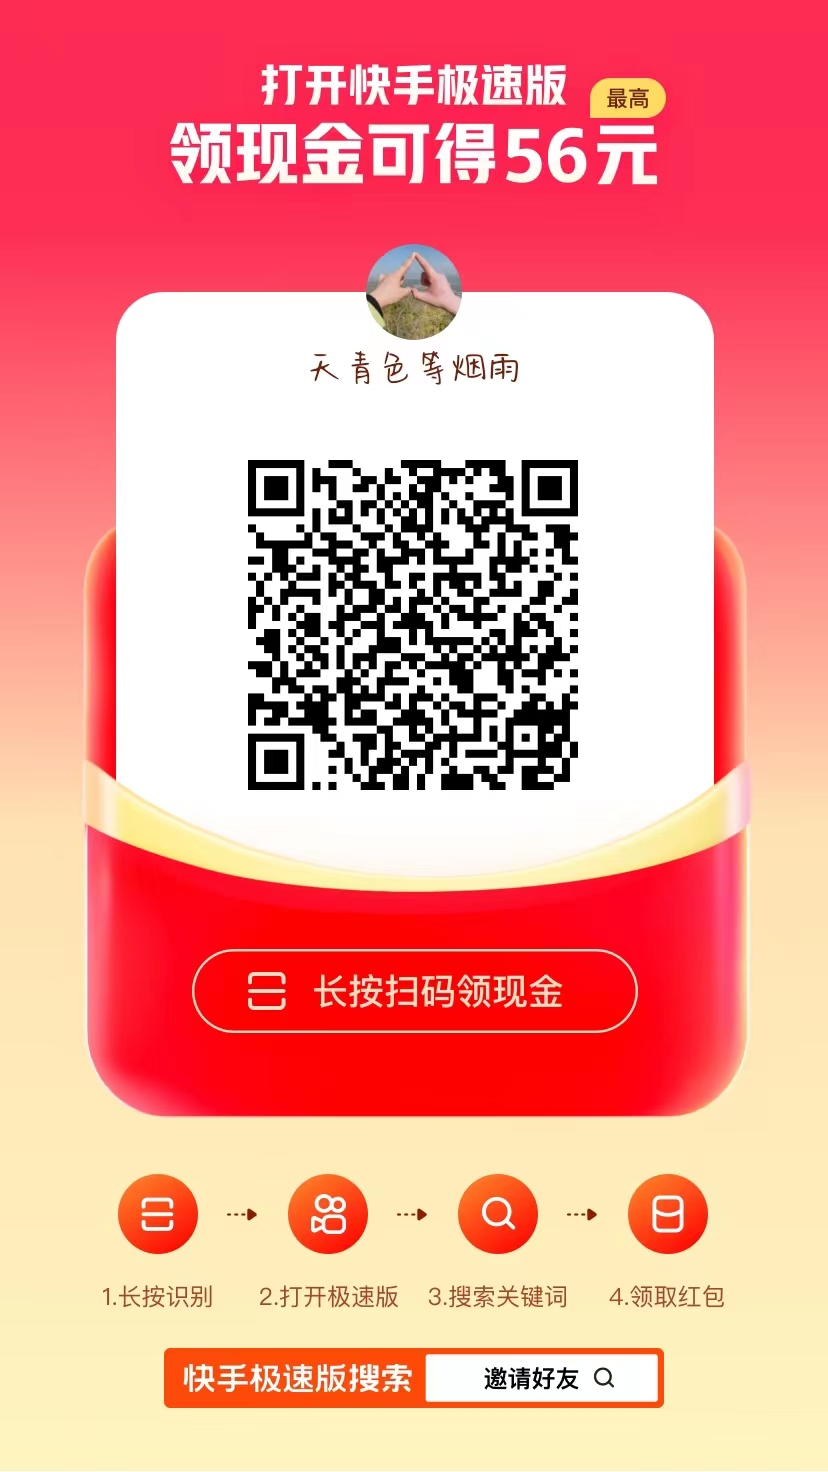 打开快手极速版
最高
领现金可得56元
天青色等烟雨
长按扫码领现金
1.长按识别
2.打开极速版
3.搜索关键词
4.领取红包
快手极速版搜索
邀请好友